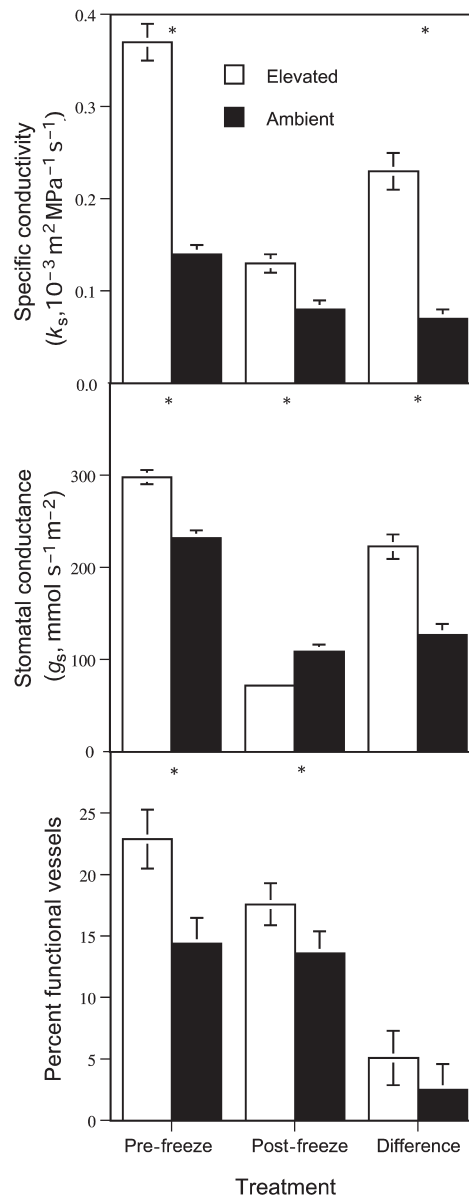 0.4
* *
Elevated
Ambient
0.3
0.2
0.1
0.0
Specific conductivity
(ks, 10−3 m2 MPa−1 s−1)
* * *
300
200
100
0
Stomatal conductance
(gs, mmol s−1 m−2)
* *
25
20
15
10
5
0
Percent functional vessels
Pre-freeze Post-freeze Difference
Treatment